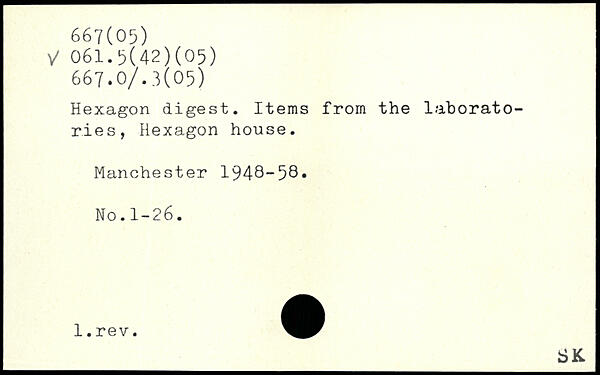 667(05)
√ 061.5(42)(05)
667.0/.3(05)
Hexagon digest. Items from the laborato-
ries, Hexagon house.
Manchester 1948-58.
No.1-26.
1.rev.
SK